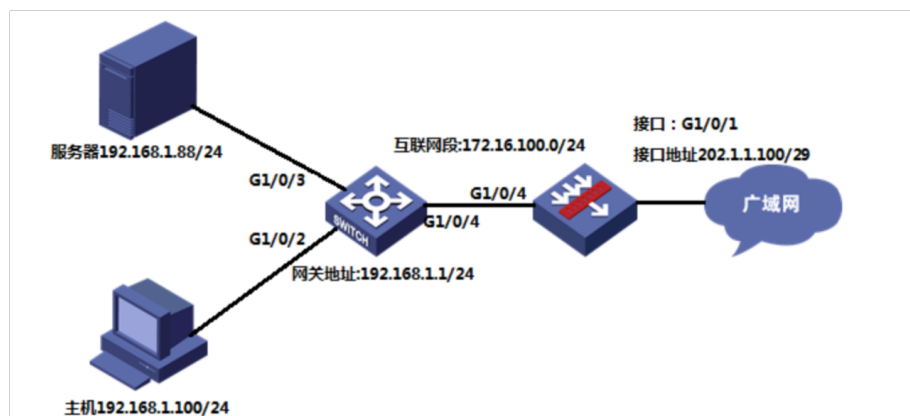 接口：G1/0/1
互联网段:172.16.100.0/24
接口地址202.1.1.100/29
服务器192.168.1.88/24
G1/0/3
G1/0/4
广域网
G1/0/4
SWITCH
G1/0/2
网关地址:192.168.1.1/24
主机192.168.1.100/24